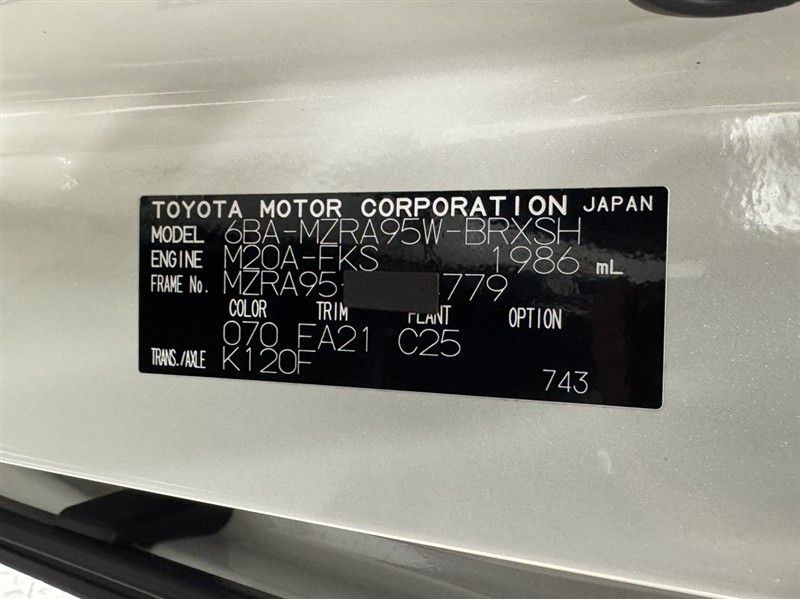 TOYOTA MOTOR CORPORATION JAPAN
MODEL 6BA-MZRA95W-BRXSH
ENGINE M20A-FKS 1986 mL
FRAME No. MZRA95- 779
COLOR TRIM PLANT OPTION
070 FA21 C25
TRANS./AXLE K120F
743